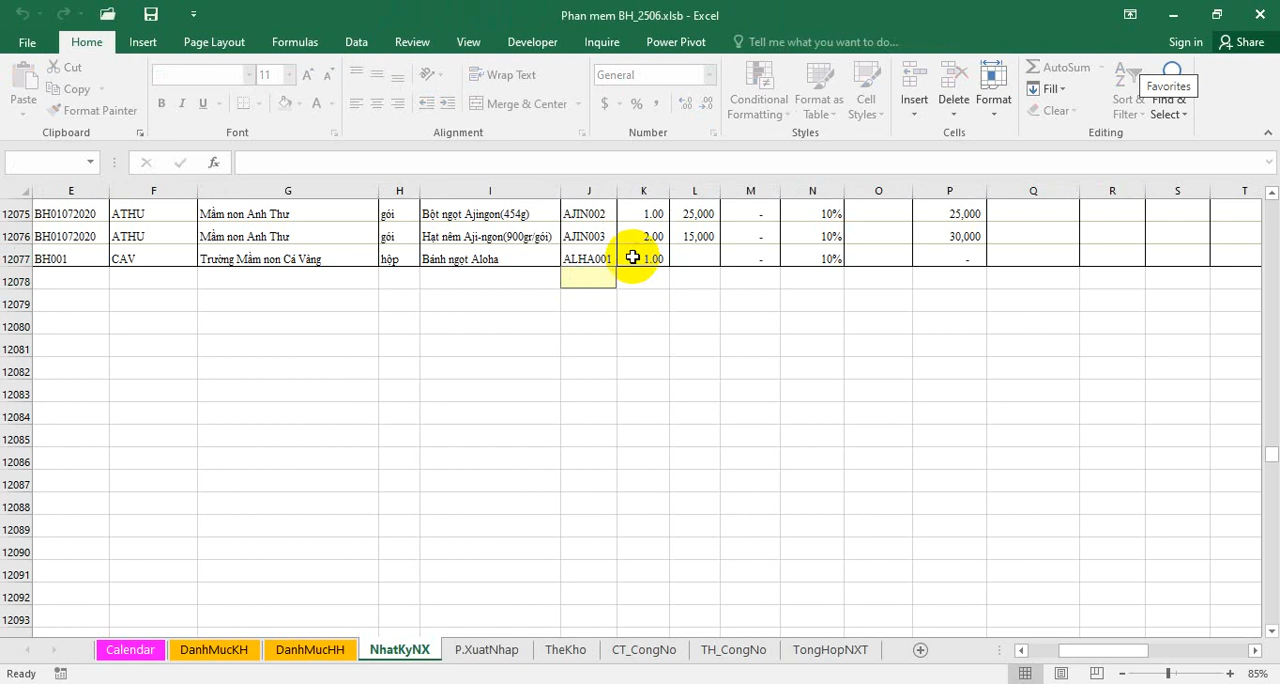 Phan mem BH_2506.xlsb - Excel
File Home Insert Page Layout Formulas Data Review View Developer Inquire Power Pivot Tell me what you want to do... Sign in Share
Paste Cut Copy Format Painter Clipboard
11 Font
Wrap Text Merge & Center Alignment
General Number
Conditional Formatting Format as Table Cell Styles Styles
Insert Delete Format Cells
AutoSum Fill Clear Sort & Filter Find & Select Editing
Favorites
E F G H I J K L M N O P Q R S T
12075 BH01072020 ATHU Mầm non Anh Thư gói Bột ngọt Ajingon(454g) AJIN002 1.00 25,000 - 10% 25,000
12076 BH01072020 ATHU Mầm non Anh Thư gói Hạt nêm Aji-ngon(900gr/gói) AJIN003 2.00 15,000 - 10% 30,000
12077 BH001 CAV Trường Mầm non Cá Vàng hộp Bánh ngọt Aloha ALHA001 1.00 - 10% -
12078
12079
12080
12081
12082
12083
12084
12085
12086
12087
12088
12089
12090
12091
12092
12093
Calendar DanhMucKH DanhMucHH NhatKyNX P.XuatNhap TheKho CT_CongNo TH_CongNo TongHopNXT
Ready 85%